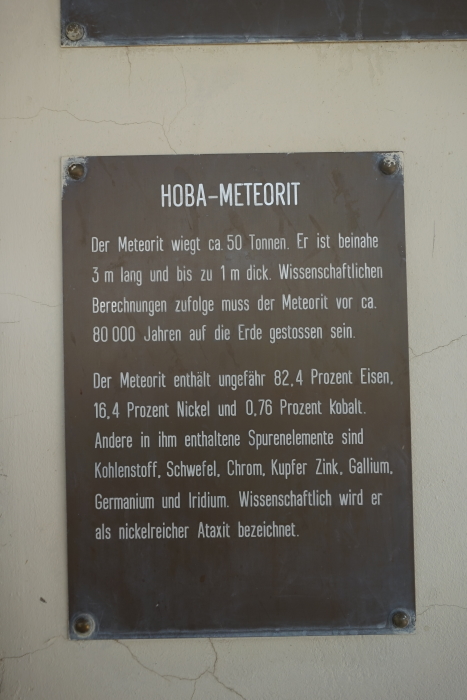 HOBA-METEORIT
Der Meteorit wiegt ca. 50 Tonnen. Er ist beinahe
3 m lang und bis zu 1 m dick. Wissenschaftlichen
Berechnungen zufolge muss der Meteorit vor ca.
80 000 Jahren auf die Erde gestossen sein.
Der Meteorit enthält ungefähr 82,4 Prozent Eisen,
16,4 Prozent Nickel und 0,76 Prozent Kobalt.
Andere in ihm enthaltene Spurenelemente sind
Kohlenstoff, Schwefel, Chrom, Kupfer Zink, Gallium,
Germanium und Iridium. Wissenschaftlich wird er
als nickelreicher Ataxit bezeichnet.